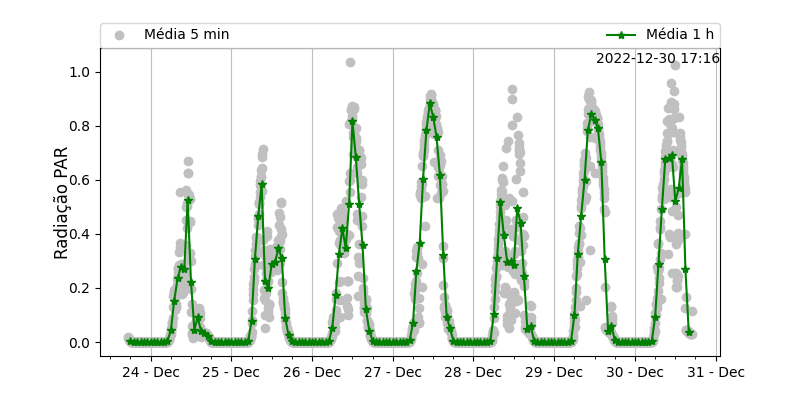 Média 5 min
Média 1 h
2022-12-30 17:16
1.0
0.8
0.6
0.4
0.2
0.0
Radiação PAR
24 - Dec
25 - Dec
26 - Dec
27 - Dec
28 - Dec
29 - Dec
30 - Dec
31 - Dec